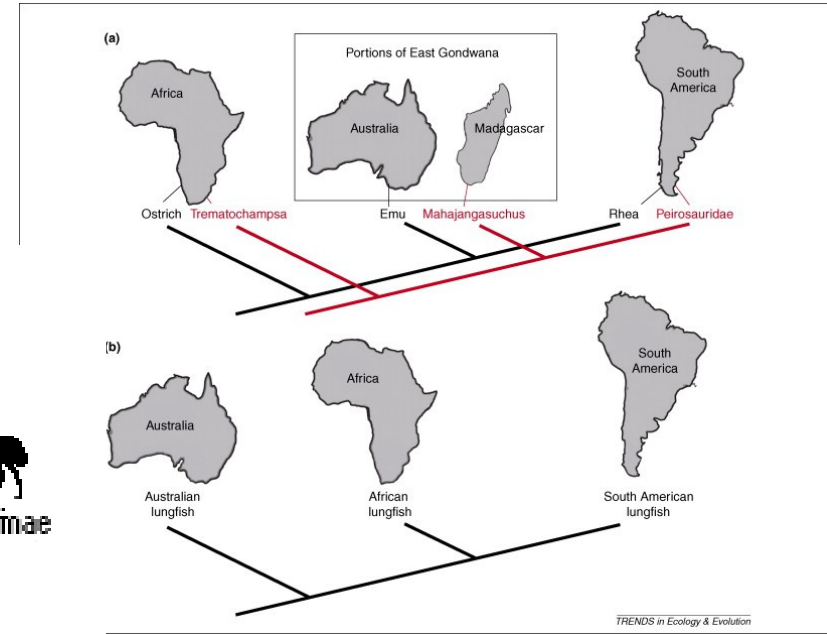 (a)
Portions of East Gondwana
Africa
Australia
Madagascar
South
America
Ostrich Trematochampsa Emu Mahajangasuchus Rhea Peirosauridae
(b)
Australia
Africa
South
America
Australian
lungfish
African
lungfish
South American
lungfish
TRENDS in Ecology & Evolution